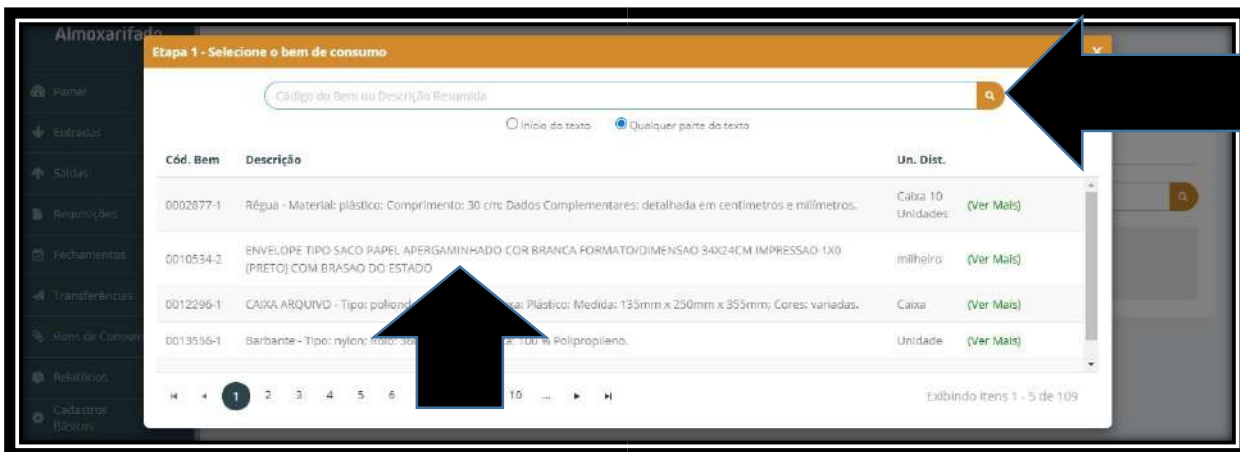 Almoxarifado
Etapa 1 - Selecione o bem de consumo
×
Painel
Código do Bem ou Descrição Resumida
Início do texto Qualquer parte do texto
Entradas
Cód. Bem Descrição Un. Dist.
Saídas
0002877-1 Régua - Material: plástico; Comprimento: 30 cm; Dados Complementares: detalhada em centímetros e milímetros. Caixa 10 Unidades (Ver Mais)
Requisições
Fechamentos
0010534-2 ENVELOPE TIPO SACO PAPEL APERGAMINHADO COR BRANCA FORMATO/DIMENSAO 34X24CM IMPRESSAO 1X0
(PRETO) COM BRASAO DO ESTADO milheiro (Ver Mais)
Transferências
0012296-1 CAIXA ARQUIVO - Tipo: Plástico; Medida: 135mm x 250mm x 355mm; Cores: variadas. Caixa (Ver Mais)
Bens de Consumo
0013556-1 Barbante - Tipo: nylon; Rolo: 100 % Polipropileno. Unidade (Ver Mais)
Relatórios
1 2 3 4 5 6 10 ... Exibindo itens 1 - 5 de 109
Cadastros
Básicos